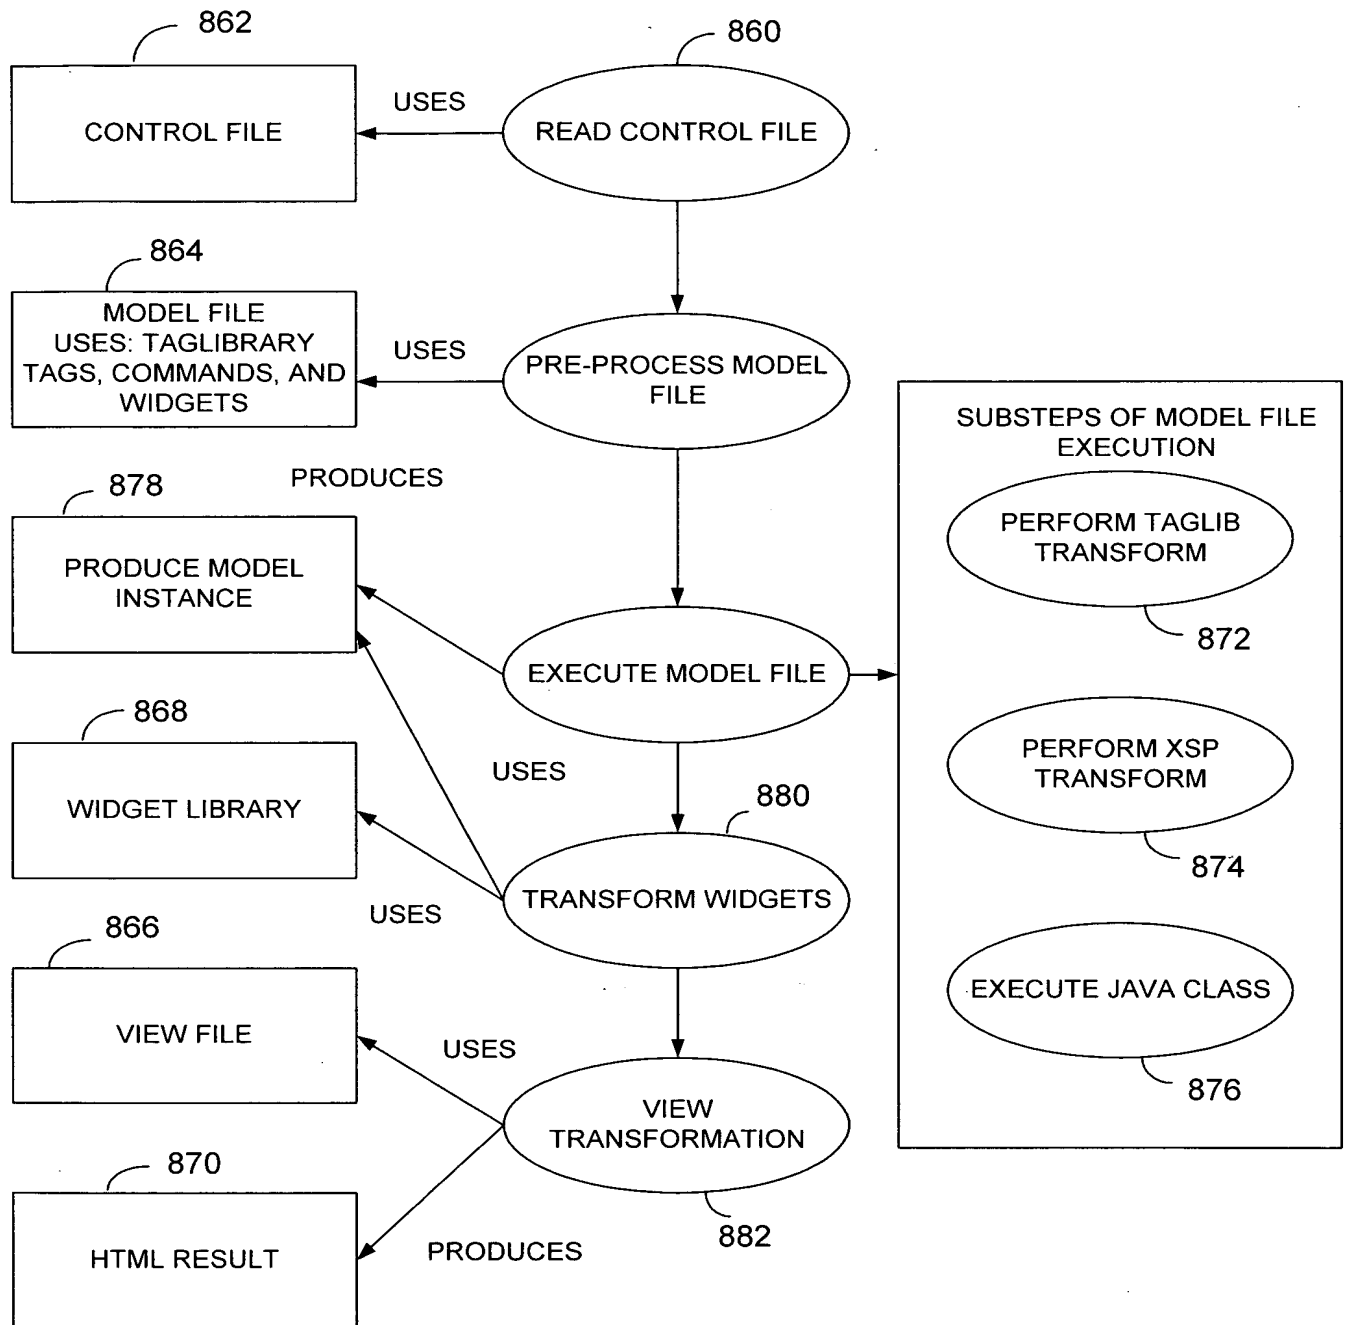 862
860
USES
CONTROL FILE
READ CONTROL FILE
864
MODEL FILE
USES: TAGLIBRARY
TAGS, COMMANDS, AND
WIDGETS
USES
PRE-PROCESS MODEL
FILE
SUBSTEPS OF MODEL FILE
EXECUTION
PERFORM TAGLIB
TRANSFORM
872
PERFORM XSP
TRANSFORM
874
EXECUTE JAVA CLASS
876
PRODUCES
878
PRODUCE MODEL
INSTANCE
EXECUTE MODEL FILE
868
USES
WIDGET LIBRARY
880
TRANSFORM WIDGETS
USES
866
VIEW FILE
USES
VIEW
TRANSFORMATION
870
882
HTML RESULT
PRODUCES